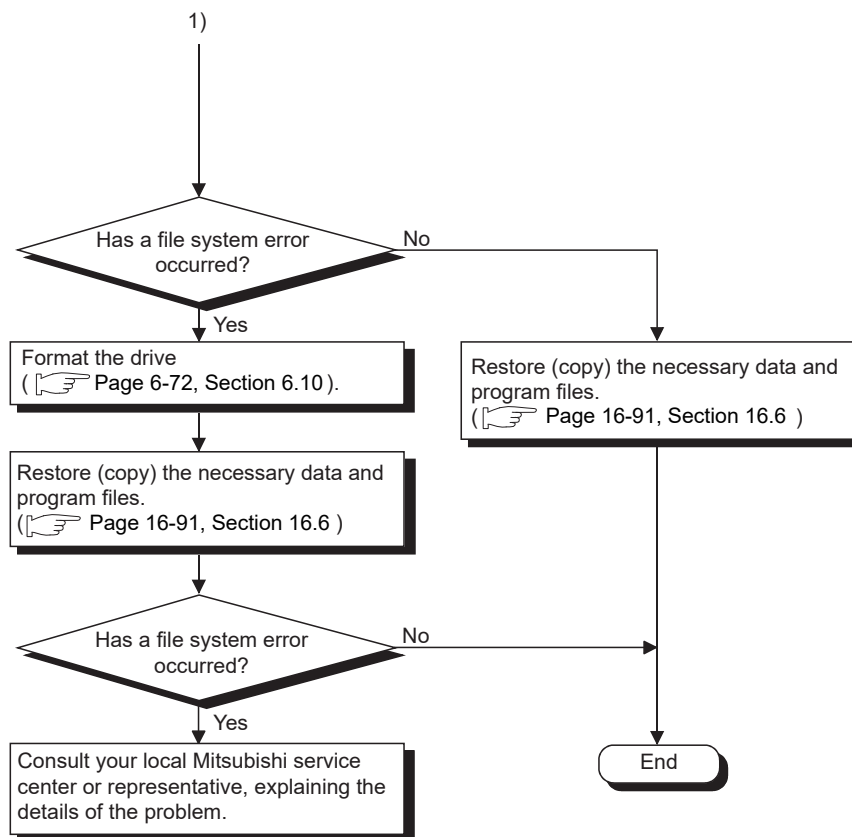 1)
Has a file system error
occurred?
No
Yes
Format the drive
( Page 6-72, Section 6.10).
Restore (copy) the necessary data and
program files.
( Page 16-91, Section 16.6 )
Restore (copy) the necessary data and
program files.
( Page 16-91, Section 16.6 )
Has a file system error
occurred?
No
Yes
Consult your local Mitsubishi service
center or representative, explaining the
details of the problem.
End